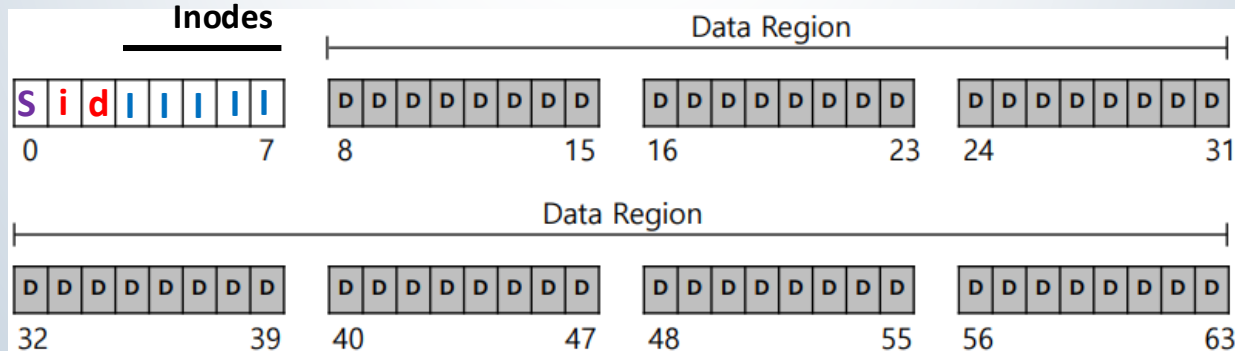 Inodes
Data Region
S i d I I I I I D D D D D D D D D D D D D D D D D D D D D D D D
0 7 8 15 16 23 24 31
Data Region
D D D D D D D D D D D D D D D D D D D D D D D D D D D D D D D D
32 39 40 47 48 55 56 63